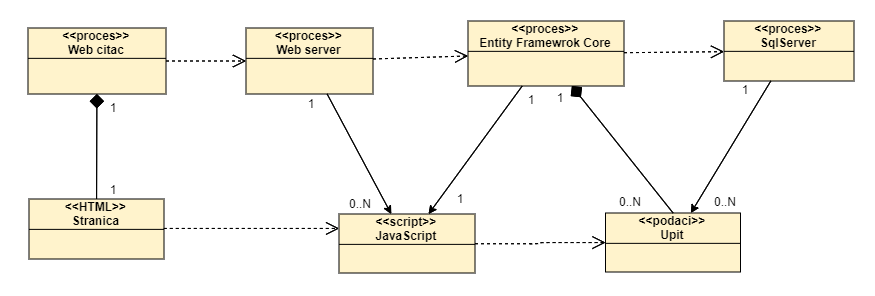 <<proces>>
Web citac
<<proces>>
Web server
<<proces>>
Entity Framewrok Core
<<proces>>
SqlServer
1
1
1
1
1
1
0..N
1
0..N
0..N
<<HTML>>
Stranica
<<script>>
JavaScript
<<podaci>>
Upit